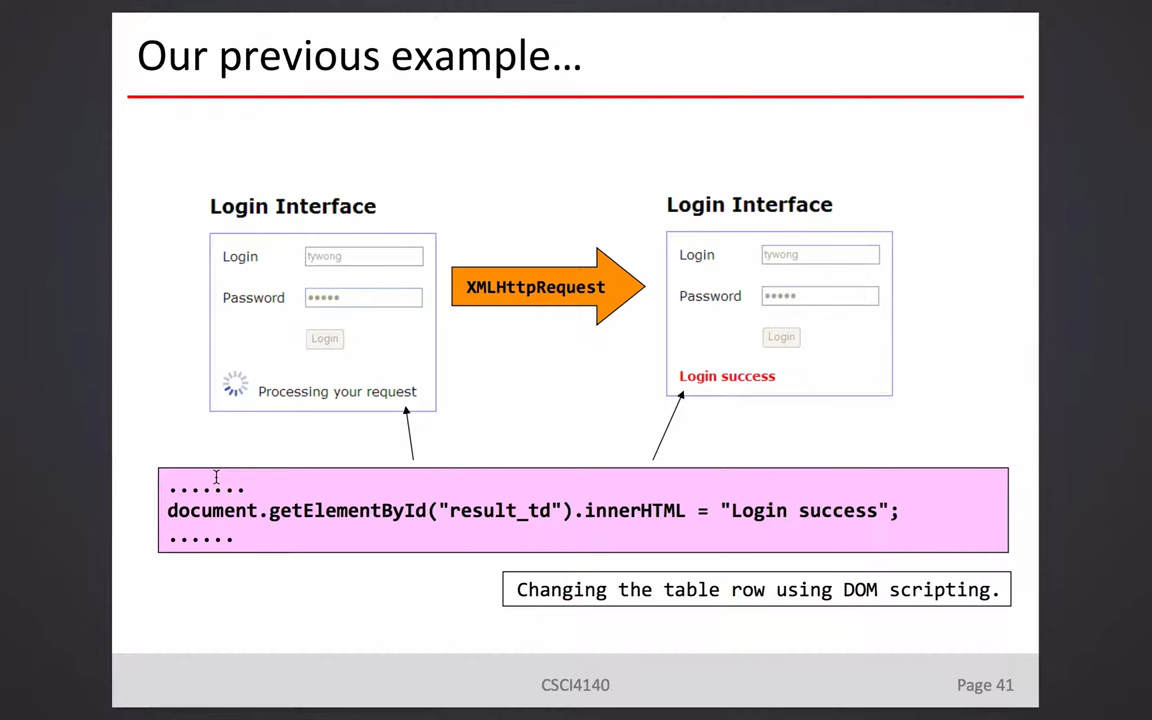 Our previous example...
Login Interface
Login tywong
Password •••••
Login
Processing your request
XMLHttpRequest
Login Interface
Login tywong
Password •••••
Login
Login success
.......
document.getElementById("result_td").innerHTML = "Login success";
......
Changing the table row using DOM scripting.
CSCI4140
Page 41